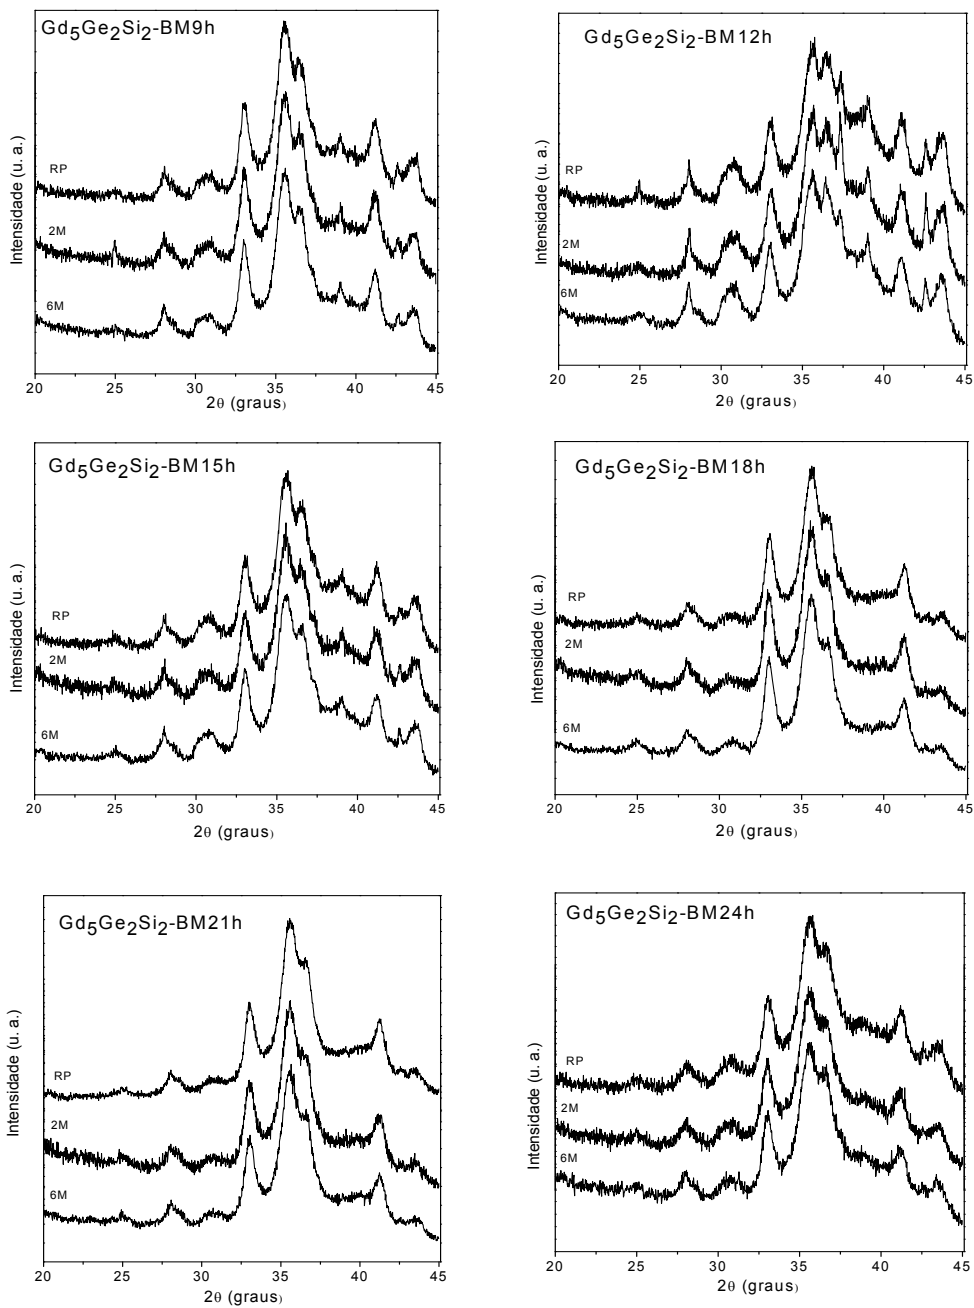 Gd5Ge2Si2-BM9h
Intensidade (u. a.)
RP
2M
6M
20 25 30 35 40 45
2θ (graus)
Gd5Ge2Si2-BM12h
Intensidade (u. a.)
RP
2M
6M
20 25 30 35 40 45
2θ (graus)
Gd5Ge2Si2-BM15h
Intensidade (u. a.)
RP
2M
6M
20 25 30 35 40 45
2θ (graus)
Gd5Ge2Si2-BM18h
Intensidade (u. a.)
RP
2M
6M
20 25 30 35 40 45
2θ (graus)
Gd5Ge2Si2-BM21h
Intensidade (u. a.)
RP
2M
6M
20 25 30 35 40 45
2θ (graus)
Gd5Ge2Si2-BM24h
Intensidade (u. a.)
RP
2M
6M
20 25 30 35 40 45
2θ (graus)